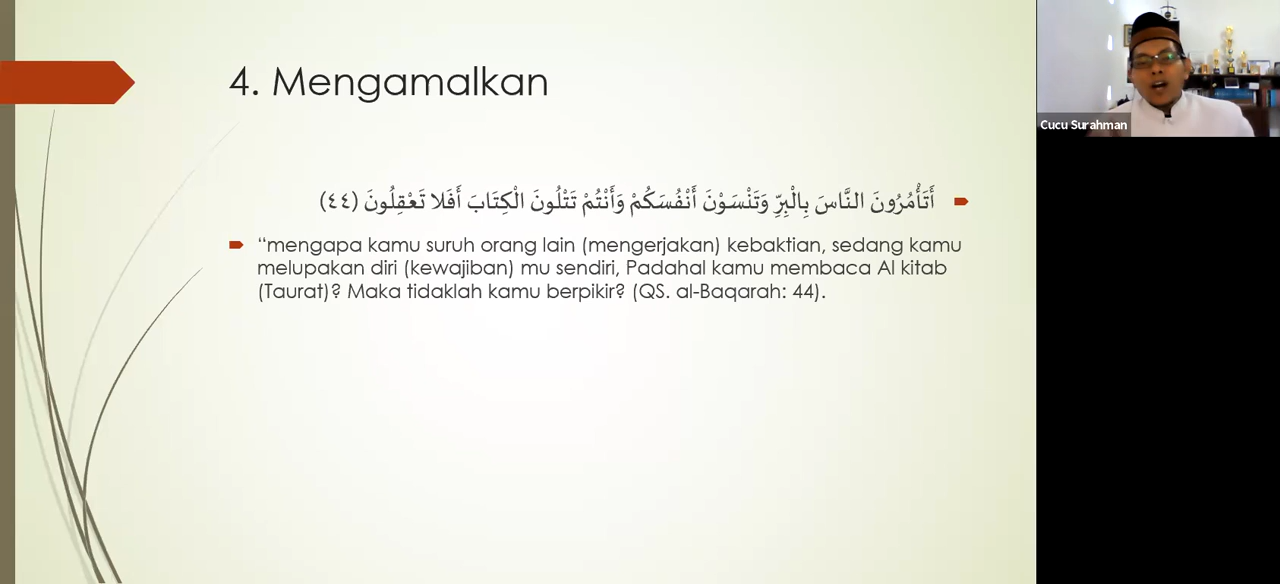 4. Mengamalkan
أَتَأْمُرُونَ النَّاسَ بِالْبِرِّ وَتَنْسَوْنَ أَنْفُسَكُمْ وَأَنْتُمْ تَتْلُونَ الْكِتَابَ أَفَلا تَعْقِلُونَ (٤٤)
“mengapa kamu suruh orang lain (mengerjakan) kebaktian, sedang kamu
melupakan diri (kewajiban) mu sendiri, Padahal kamu membaca Al kitab
(Taurat)? Maka tidaklah kamu berpikir? (QS. al-Baqarah: 44).
Cucu Surahman